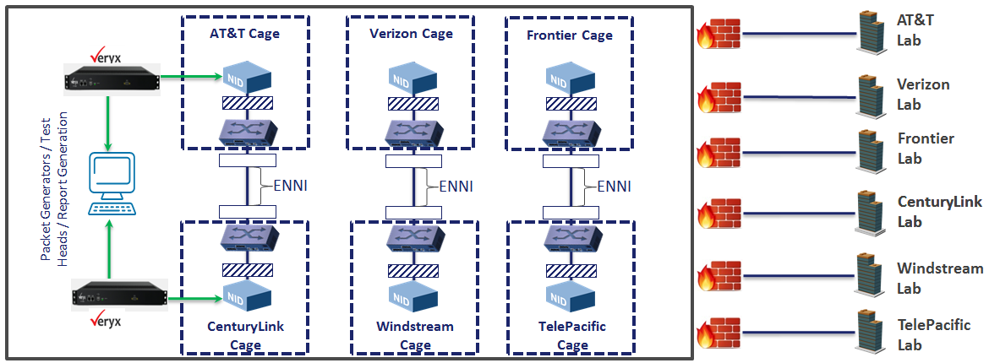 AT&T Cage
Verizon Cage
Frontier Cage
AT&T
Lab
Veryx
NID
NID
NID
Verizon
Lab
Packet Generators / Test
Heads / Report Generation
Frontier
Lab
ENNI
ENNI
ENNI
CenturyLink
Lab
Windstream
Lab
NID
NID
NID
Veryx
CenturyLink
Cage
Windstream
Cage
TelePacific
Cage
TelePacific
Lab